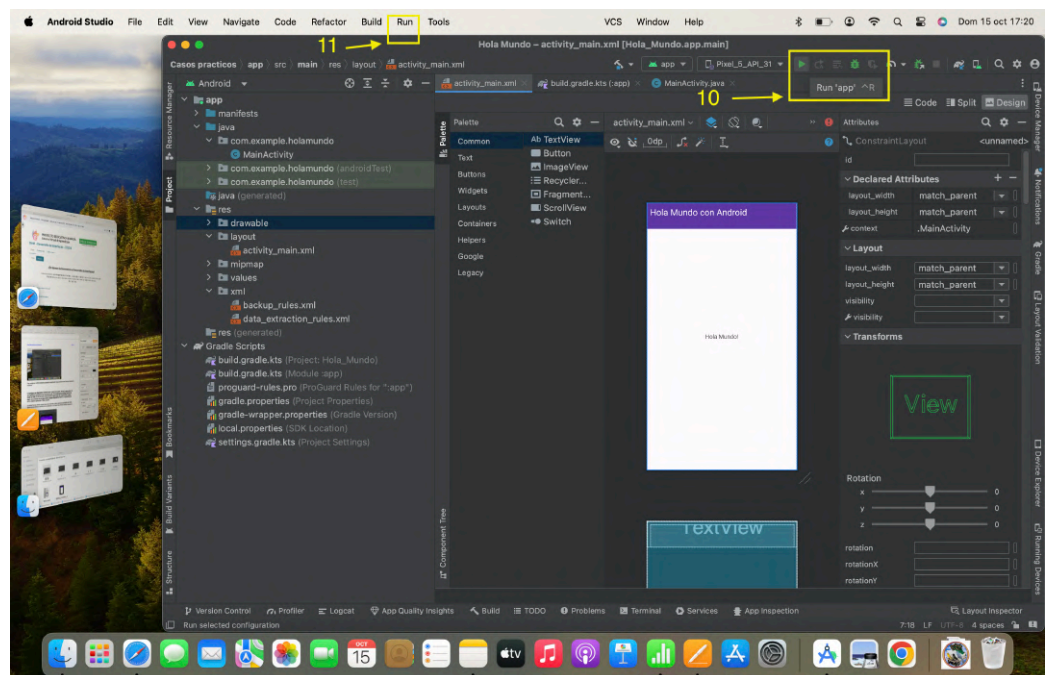 Android Studio File Edit View Navigate Code Refactor Build Run Tools VCS Window Help Dom 15 oct 17:20
11
Hola Mundo – activity_main.xml [Hola_Mundo.app.main]
Casos practicos app src main res layout activity_main.xml
app Pixel_5_API_31
Run 'app' ^R
10
Android
activity_main.xml build.gradle.kts (:app) MainActivity.java
Code Split Design
Resource Manager
Project
Bookmarks
Build Variants
Structure
app
manifests
java
com.example.holamundo
MainActivity
com.example.holamundo (androidTest)
com.example.holamundo (test)
java (generated)
res
drawable
layout
activity_main.xml
mipmap
values
xml
backup_rules.xml
data_extraction_rules.xml
res (generated)
Gradle Scripts
build.gradle.kts (Project: Hola_Mundo)
build.gradle.kts (Module :app)
proguard-rules.pro (ProGuard Rules for ":app")
gradle.properties (Project Properties)
gradle-wrapper.properties (Gradle Version)
local.properties (SDK Location)
settings.gradle.kts (Project Settings)
Palette
Component Tree
Palette
Common
Text
Buttons
Widgets
Layouts
Containers
Helpers
Google
Legacy
Ab TextView
Button
ImageView
Recycler...
Fragment...
ScrollView
Switch
activity_main.xml
0dp
Hola Mundo con Android
Hola Mundo!
TextView
Attributes
ConstraintLayout <unnamed>
id
Declared Attributes
layout_width match_parent
layout_height match_parent
context .MainActivity
Layout
layout_width match_parent
layout_height match_parent
visibility
visibility
Transforms
View
Rotation
x 0
y 0
z 0
rotation
rotationX
rotationY
Device Manager
Notifications
Gradle
Layout Validation
Device Explorer
Running Devices
Version Control Profiler Logcat App Quality Insights Build TODO Problems Terminal Services App Inspection Layout Inspector
Run selected configuration 7:18 LF UTF-8 4 spaces
OCT
15
tv